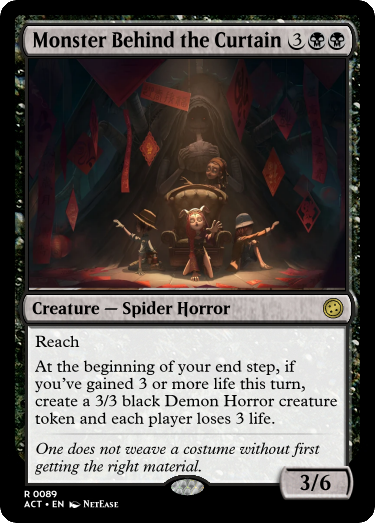 Monster Behind the Curtain 3
Creature — Spider Horror
Reach
At the beginning of your end step, if
you've gained 3 or more life this turn,
create a 3/3 black Demon Horror creature
token and each player loses 3 life.
One does not weave a costume without first
getting the right material.
3/6
R 0089
ACT • EN NetEase